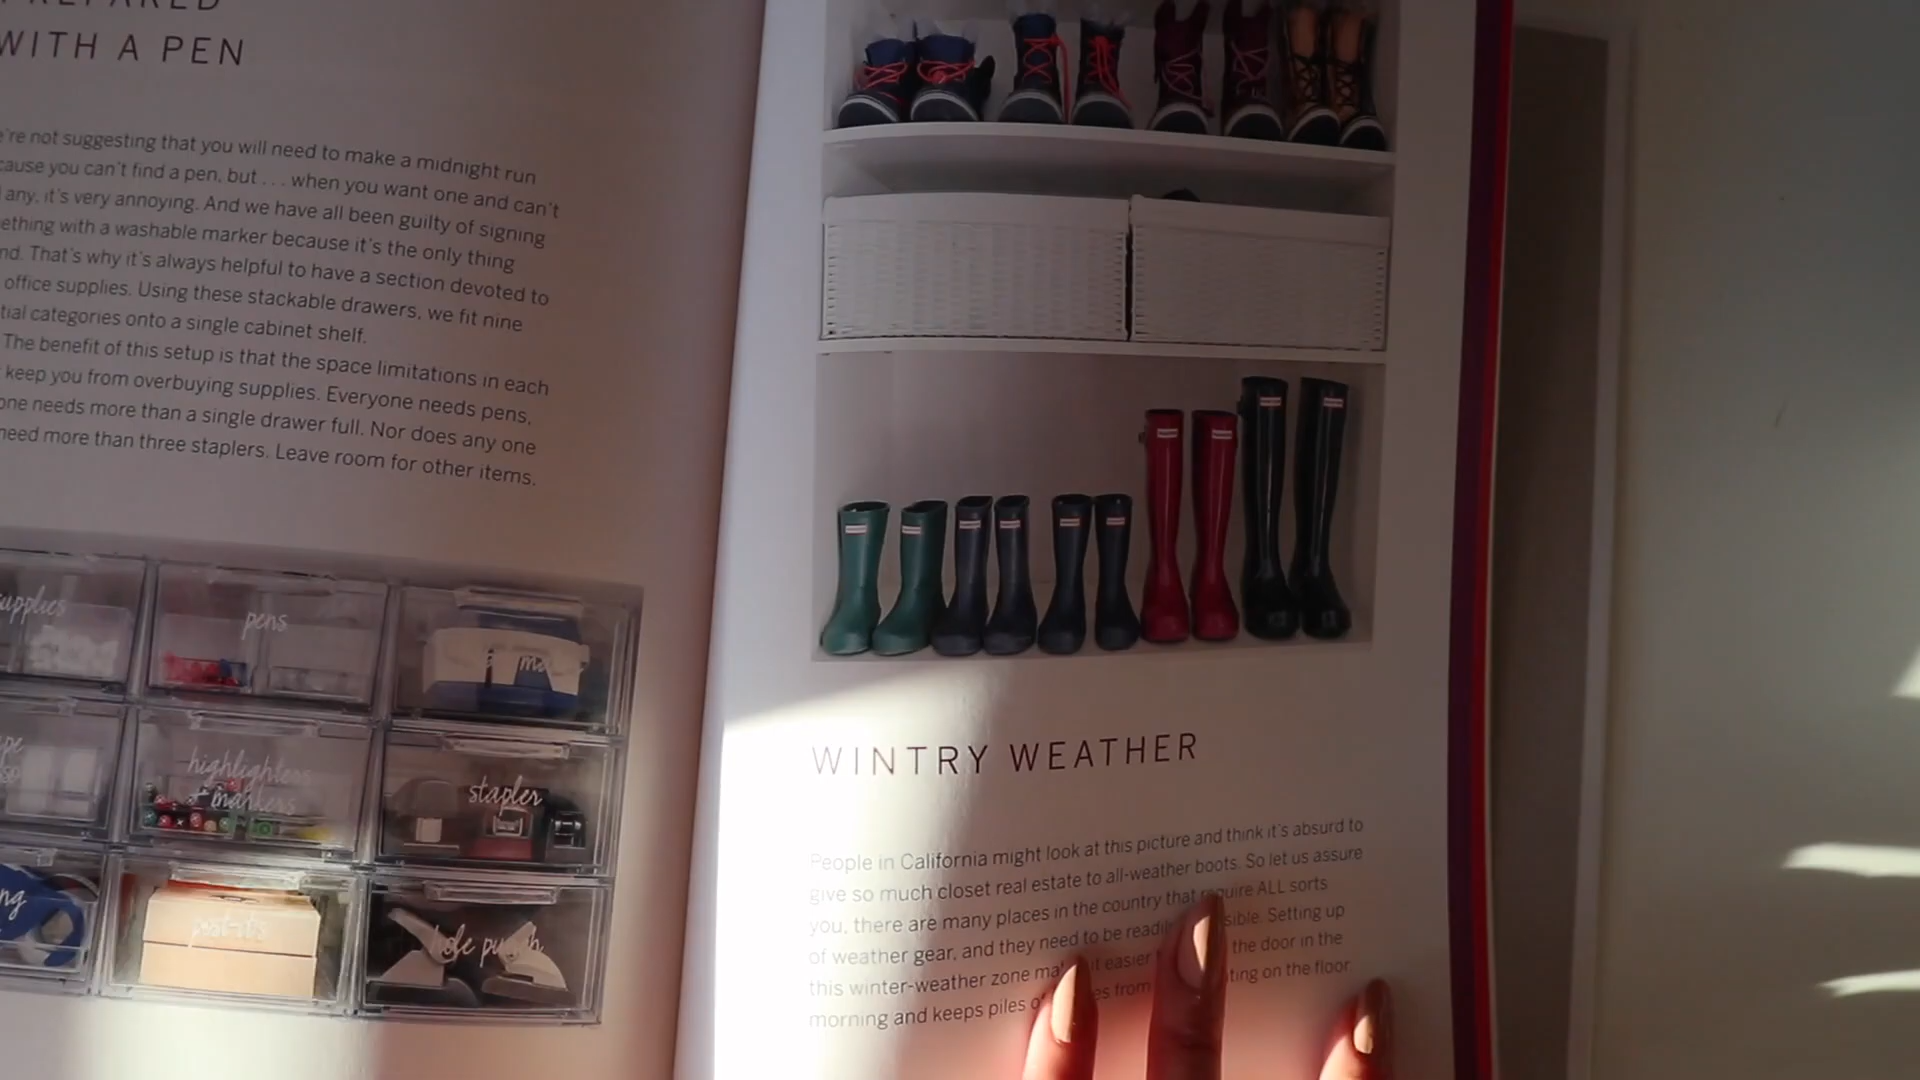 PREPARED
WITH A PEN
e're not suggesting that you will need to make a midnight run
cause you can't find a pen, but . . . when you want one and can't
any, it's very annoying. And we have all been guilty of signing
ething with a washable marker because it's the only thing
nd. That's why it's always helpful to have a section devoted to
office supplies. Using these stackable drawers, we fit nine
tial categories onto a single cabinet shelf.
The benefit of this setup is that the space limitations in each
keep you from overbuying supplies. Everyone needs pens,
one needs more than a single drawer full. Nor does any one
need more than three staplers. Leave room for other items.
supplies
pens
highlighters
+ markers
stapler
ng
post-its
hole punch
WINTRY WEATHER
People in California might look at this picture and think it's absurd to
give so much closet real estate to all-weather boots. So let us assure
you, there are many places in the country that require ALL sorts
of weather gear, and they need to be readi sible. Setting up
this winter-weather zone ma it easier the door in the
morning and keeps piles o es from ting on the floor